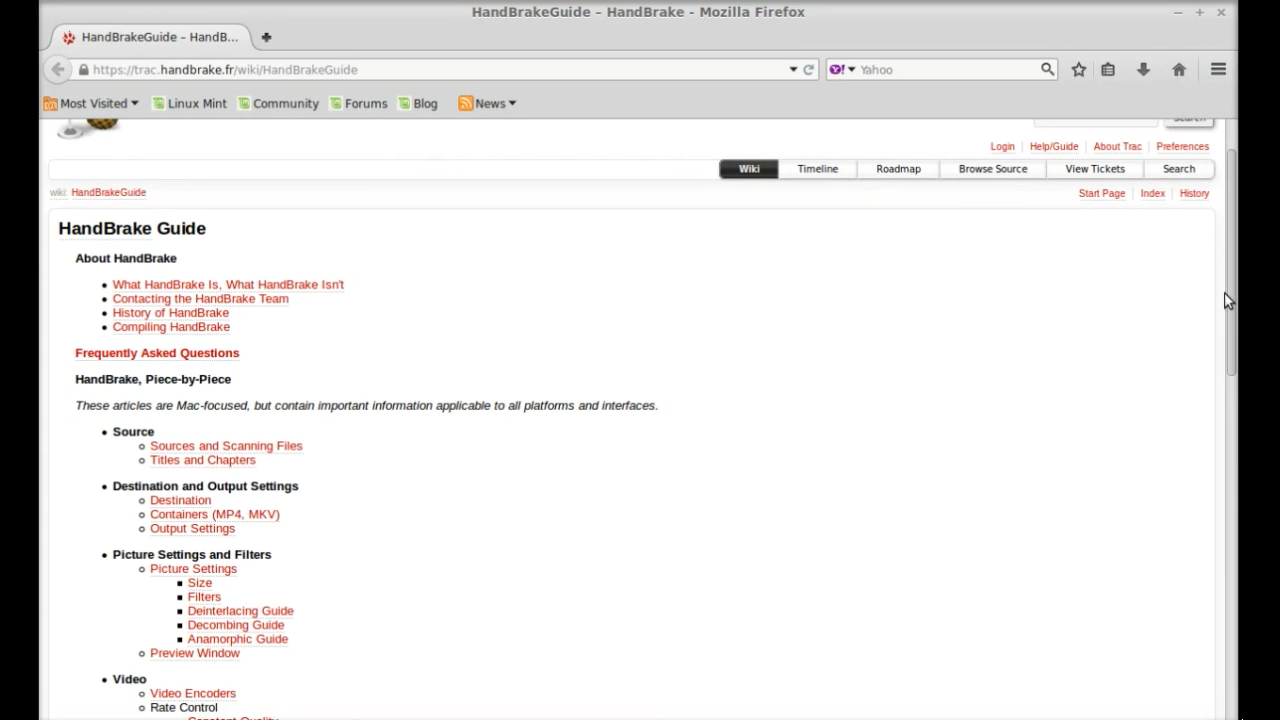 HandBrakeGuide – HandBrake - Mozilla Firefox
HandBrakeGuide – HandB...
https://trac.handbrake.fr/wiki/HandBrakeGuide
Yahoo
Most Visited Linux Mint Community Forums Blog News
Search
Login Help/Guide About Trac Preferences
Wiki Timeline Roadmap Browse Source View Tickets Search
wiki: HandBrakeGuide
Start Page Index History
HandBrake Guide
About HandBrake
What HandBrake Is, What HandBrake Isn't
Contacting the HandBrake Team
History of HandBrake
Compiling HandBrake
Frequently Asked Questions
HandBrake, Piece-by-Piece
These articles are Mac-focused, but contain important information applicable to all platforms and interfaces.
Source
Sources and Scanning Files
Titles and Chapters
Destination and Output Settings
Destination
Containers (MP4, MKV)
Output Settings
Picture Settings and Filters
Picture Settings
Size
Filters
Deinterlacing Guide
Decombing Guide
Anamorphic Guide
Preview Window
Video
Video Encoders
Rate Control
Constant Quality